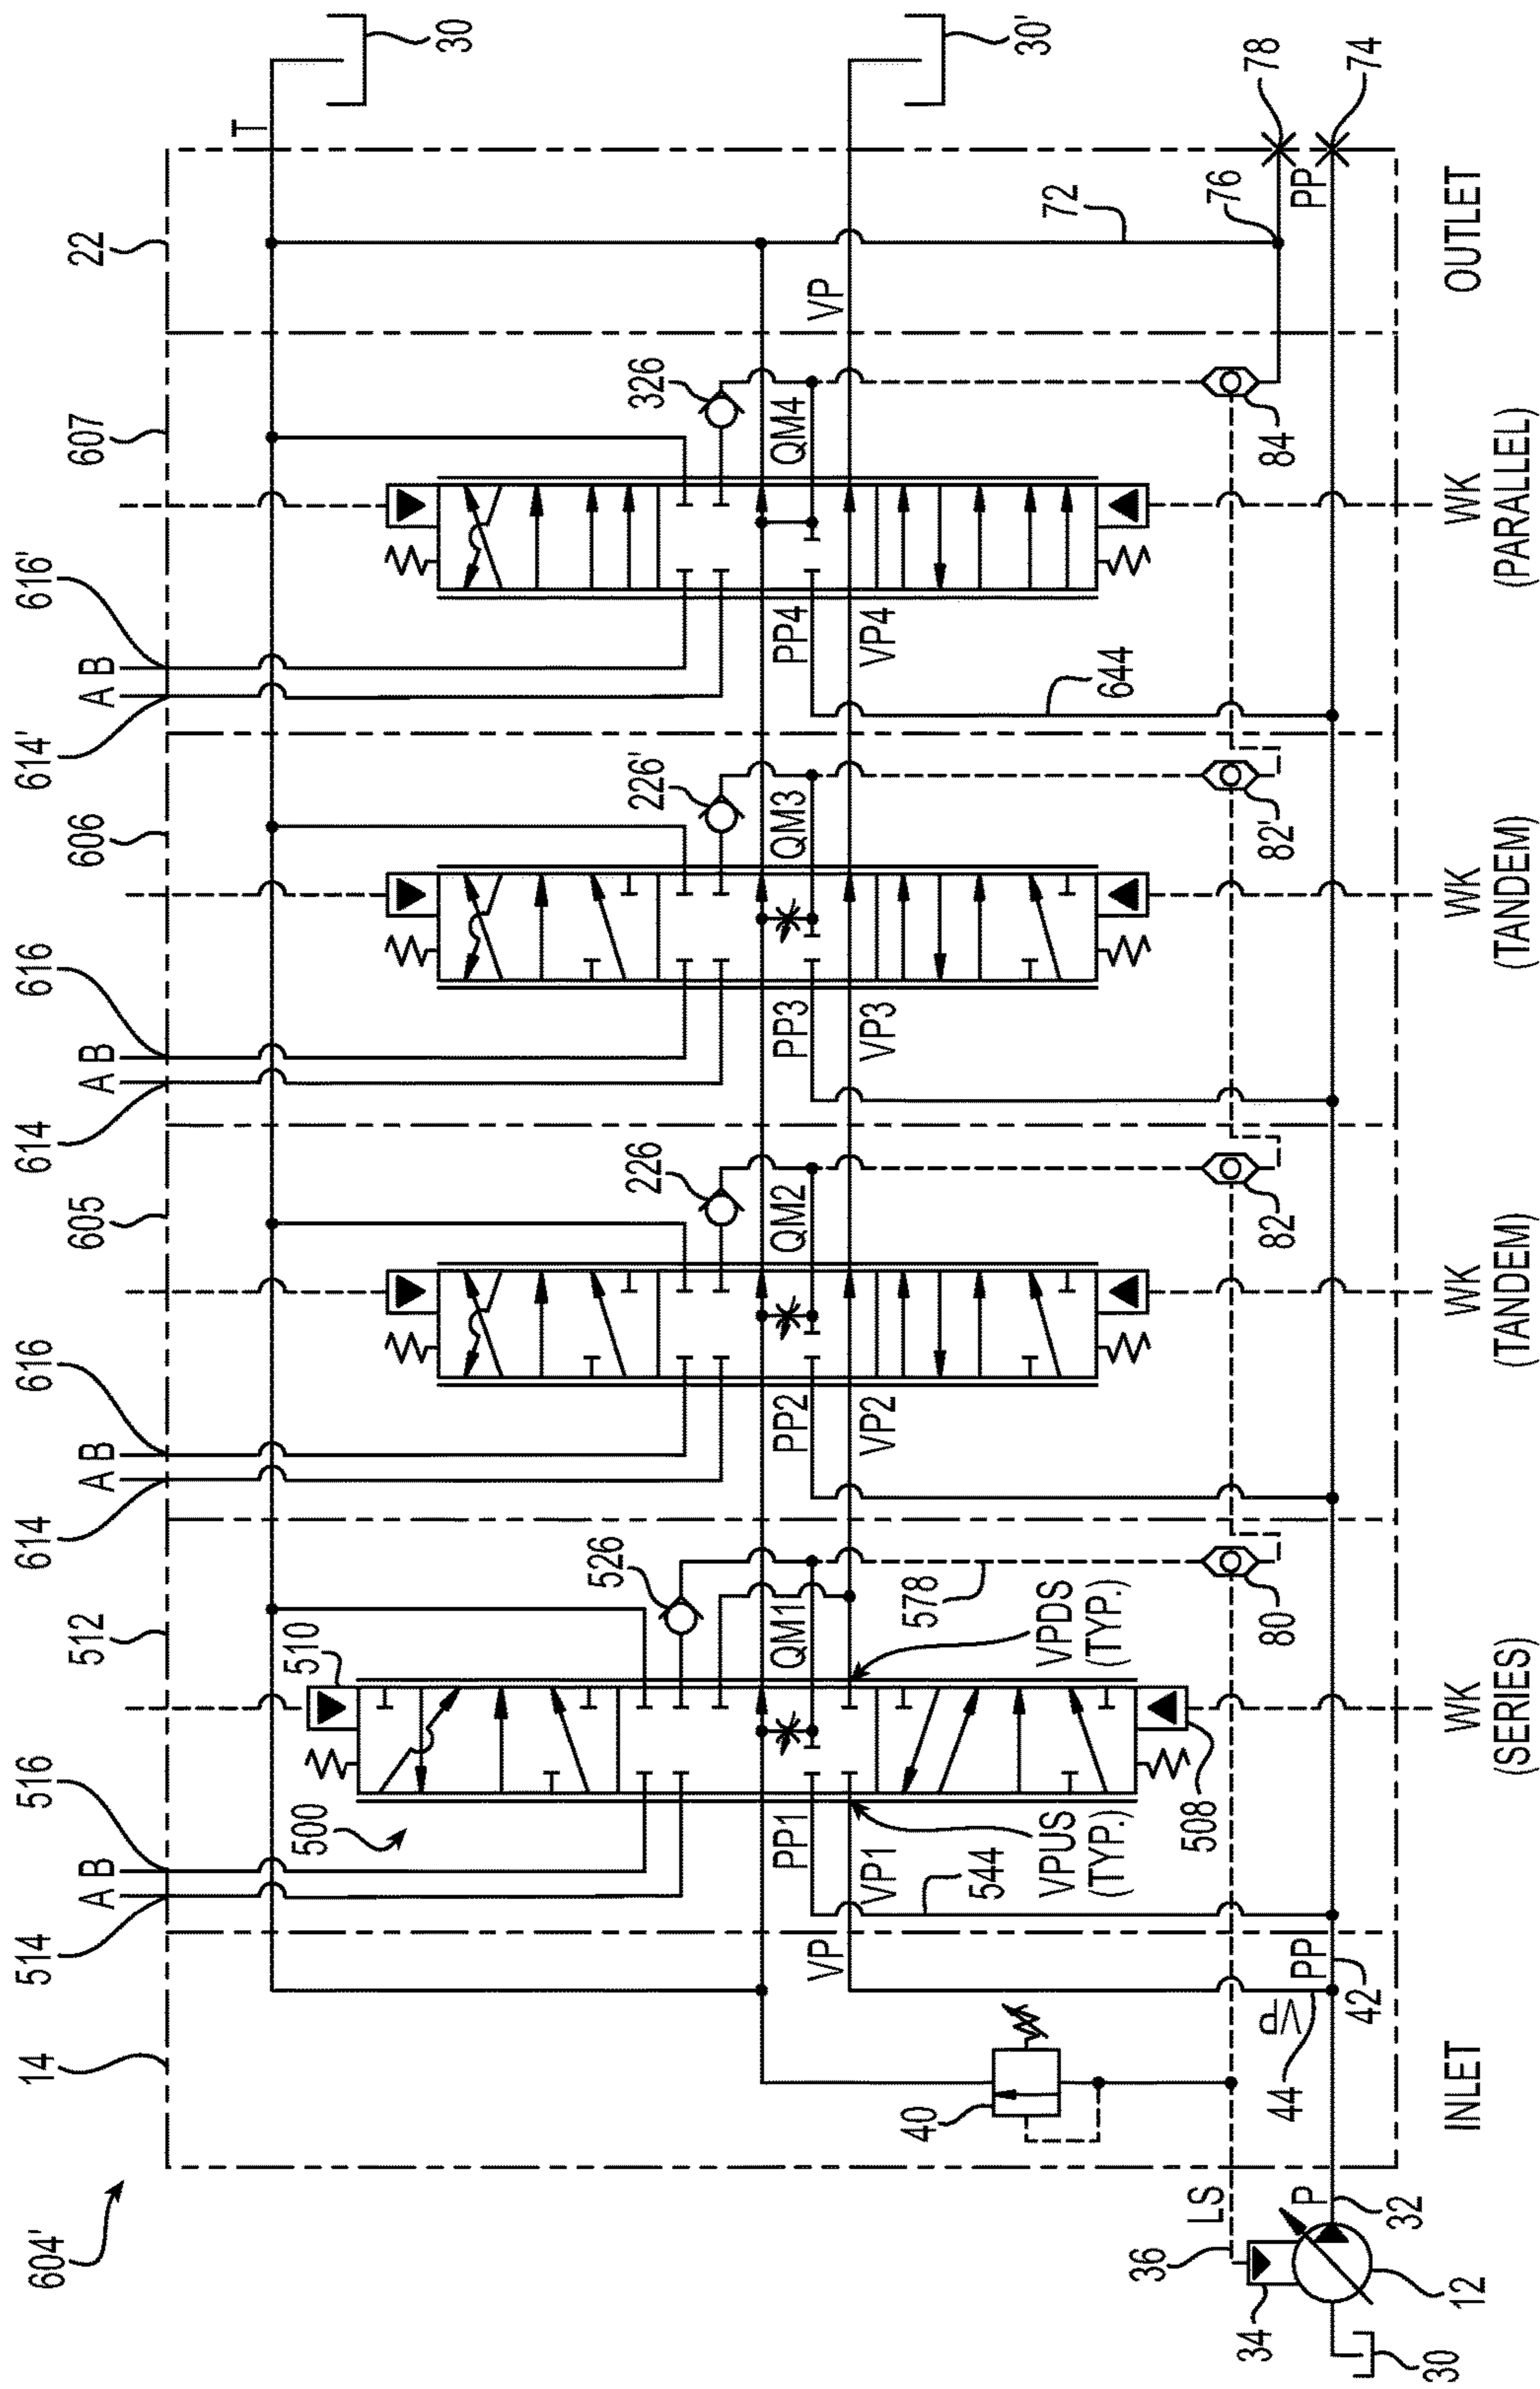 604'
14
512
605
606
607
22
514
516
614
616
614
616
614'
616'
A B
A B
A B
A B
T
30
30'
500
510
526
226
226'
326
QM1
QM2
QM3
QM4
PP1
PP2
PP3
PP4
VP
VP1
VP2
VP3
VP4
VP
VPUS
(TYP.)
VPDS
(TYP.)
544
578
508
644
72
76
78
74
PP
40
VP
PP
42
44
80
82
82'
84
LS
36
P
32
34
12
30
INLET
WK
(SERIES)
WK
(TANDEM)
WK
(TANDEM)
WK
(PARALLEL)
OUTLET